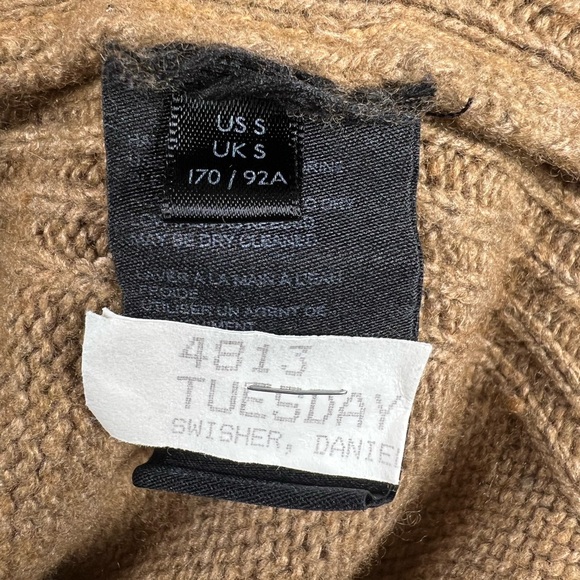 US S
UK S
170 / 92A
MAY BE DRY CLEANED
LAVER A LA MAIN A L'EAU
FROIDE
UTILISER UN AGENT DE
4813
TUESDAY
SWISHER, DANIE